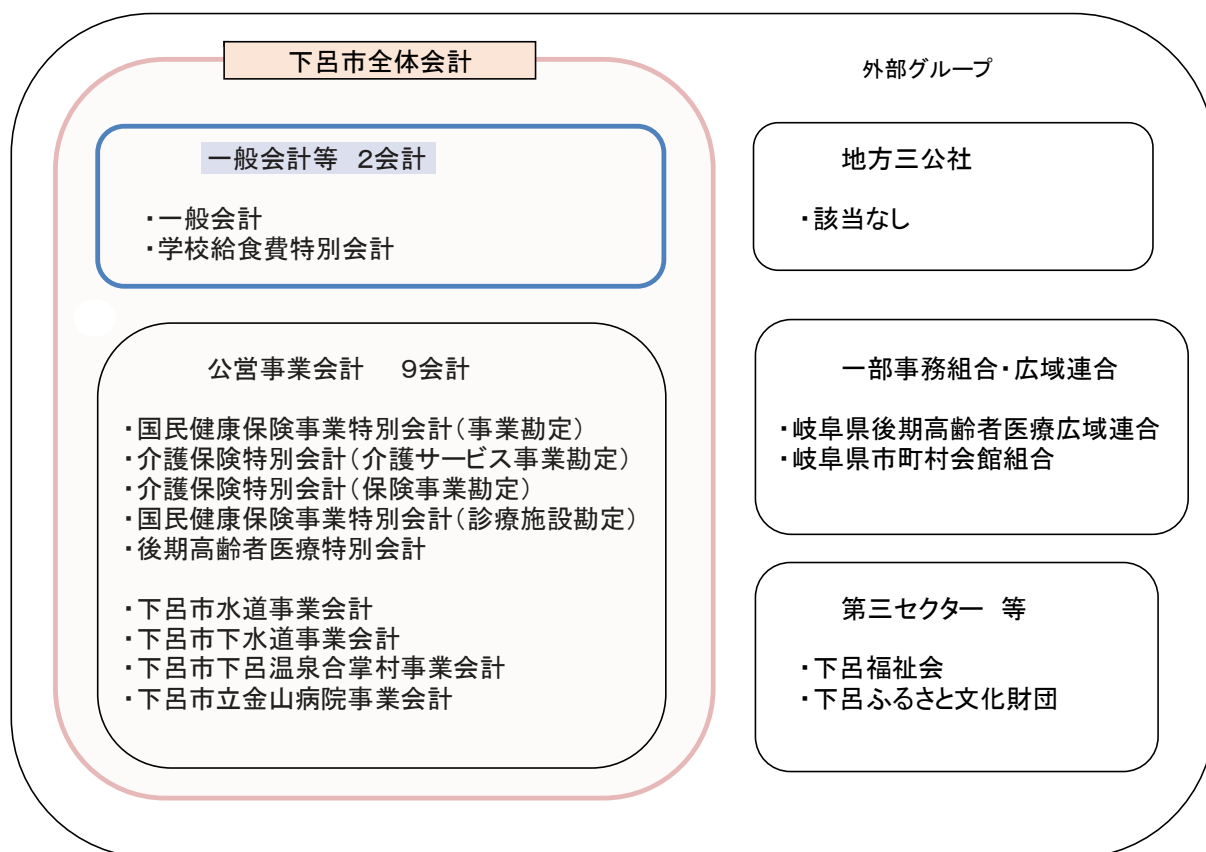 下呂市全体会計
一般会計等 2会計
・一般会計
・学校給食費特別会計
公営事業会計 9会計
・国民健康保険事業特別会計(事業勘定)
・介護保険特別会計(介護サービス事業勘定)
・介護保険特別会計(保険事業勘定)
・国民健康保険事業特別会計(診療施設勘定)
・後期高齢者医療特別会計
・下呂市水道事業会計
・下呂市下水道事業会計
・下呂市下呂温泉合掌村事業会計
・下呂市立金山病院事業会計
外部グループ
地方三公社
・該当なし
一部事務組合・広域連合
・岐阜県後期高齢者医療広域連合
・岐阜県市町村会館組合
第三セクター 等
・下呂福祉会
・下呂ふるさと文化財団